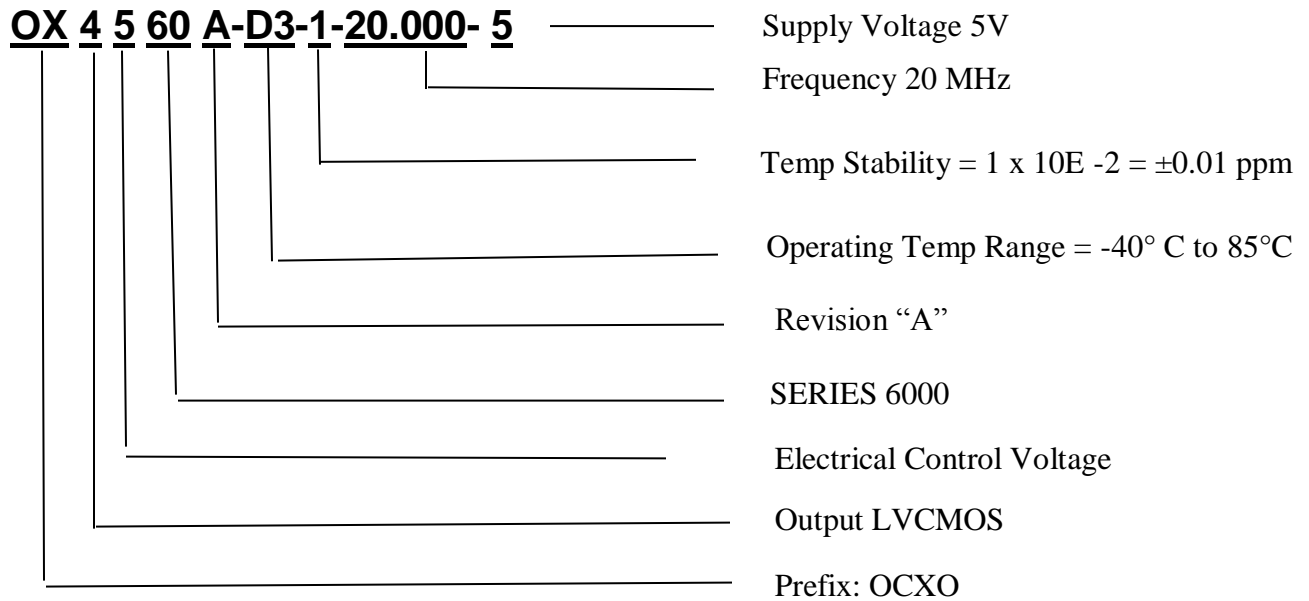 OX 4 5 60 A-D3-1-20.000- 5
Supply Voltage 5V
Frequency 20 MHz
Temp Stability = 1 x 10E -2 = ±0.01 ppm
Operating Temp Range = -40° C to 85°C
Revision “A”
SERIES 6000
Electrical Control Voltage
Output LVCMOS
Prefix: OCXO